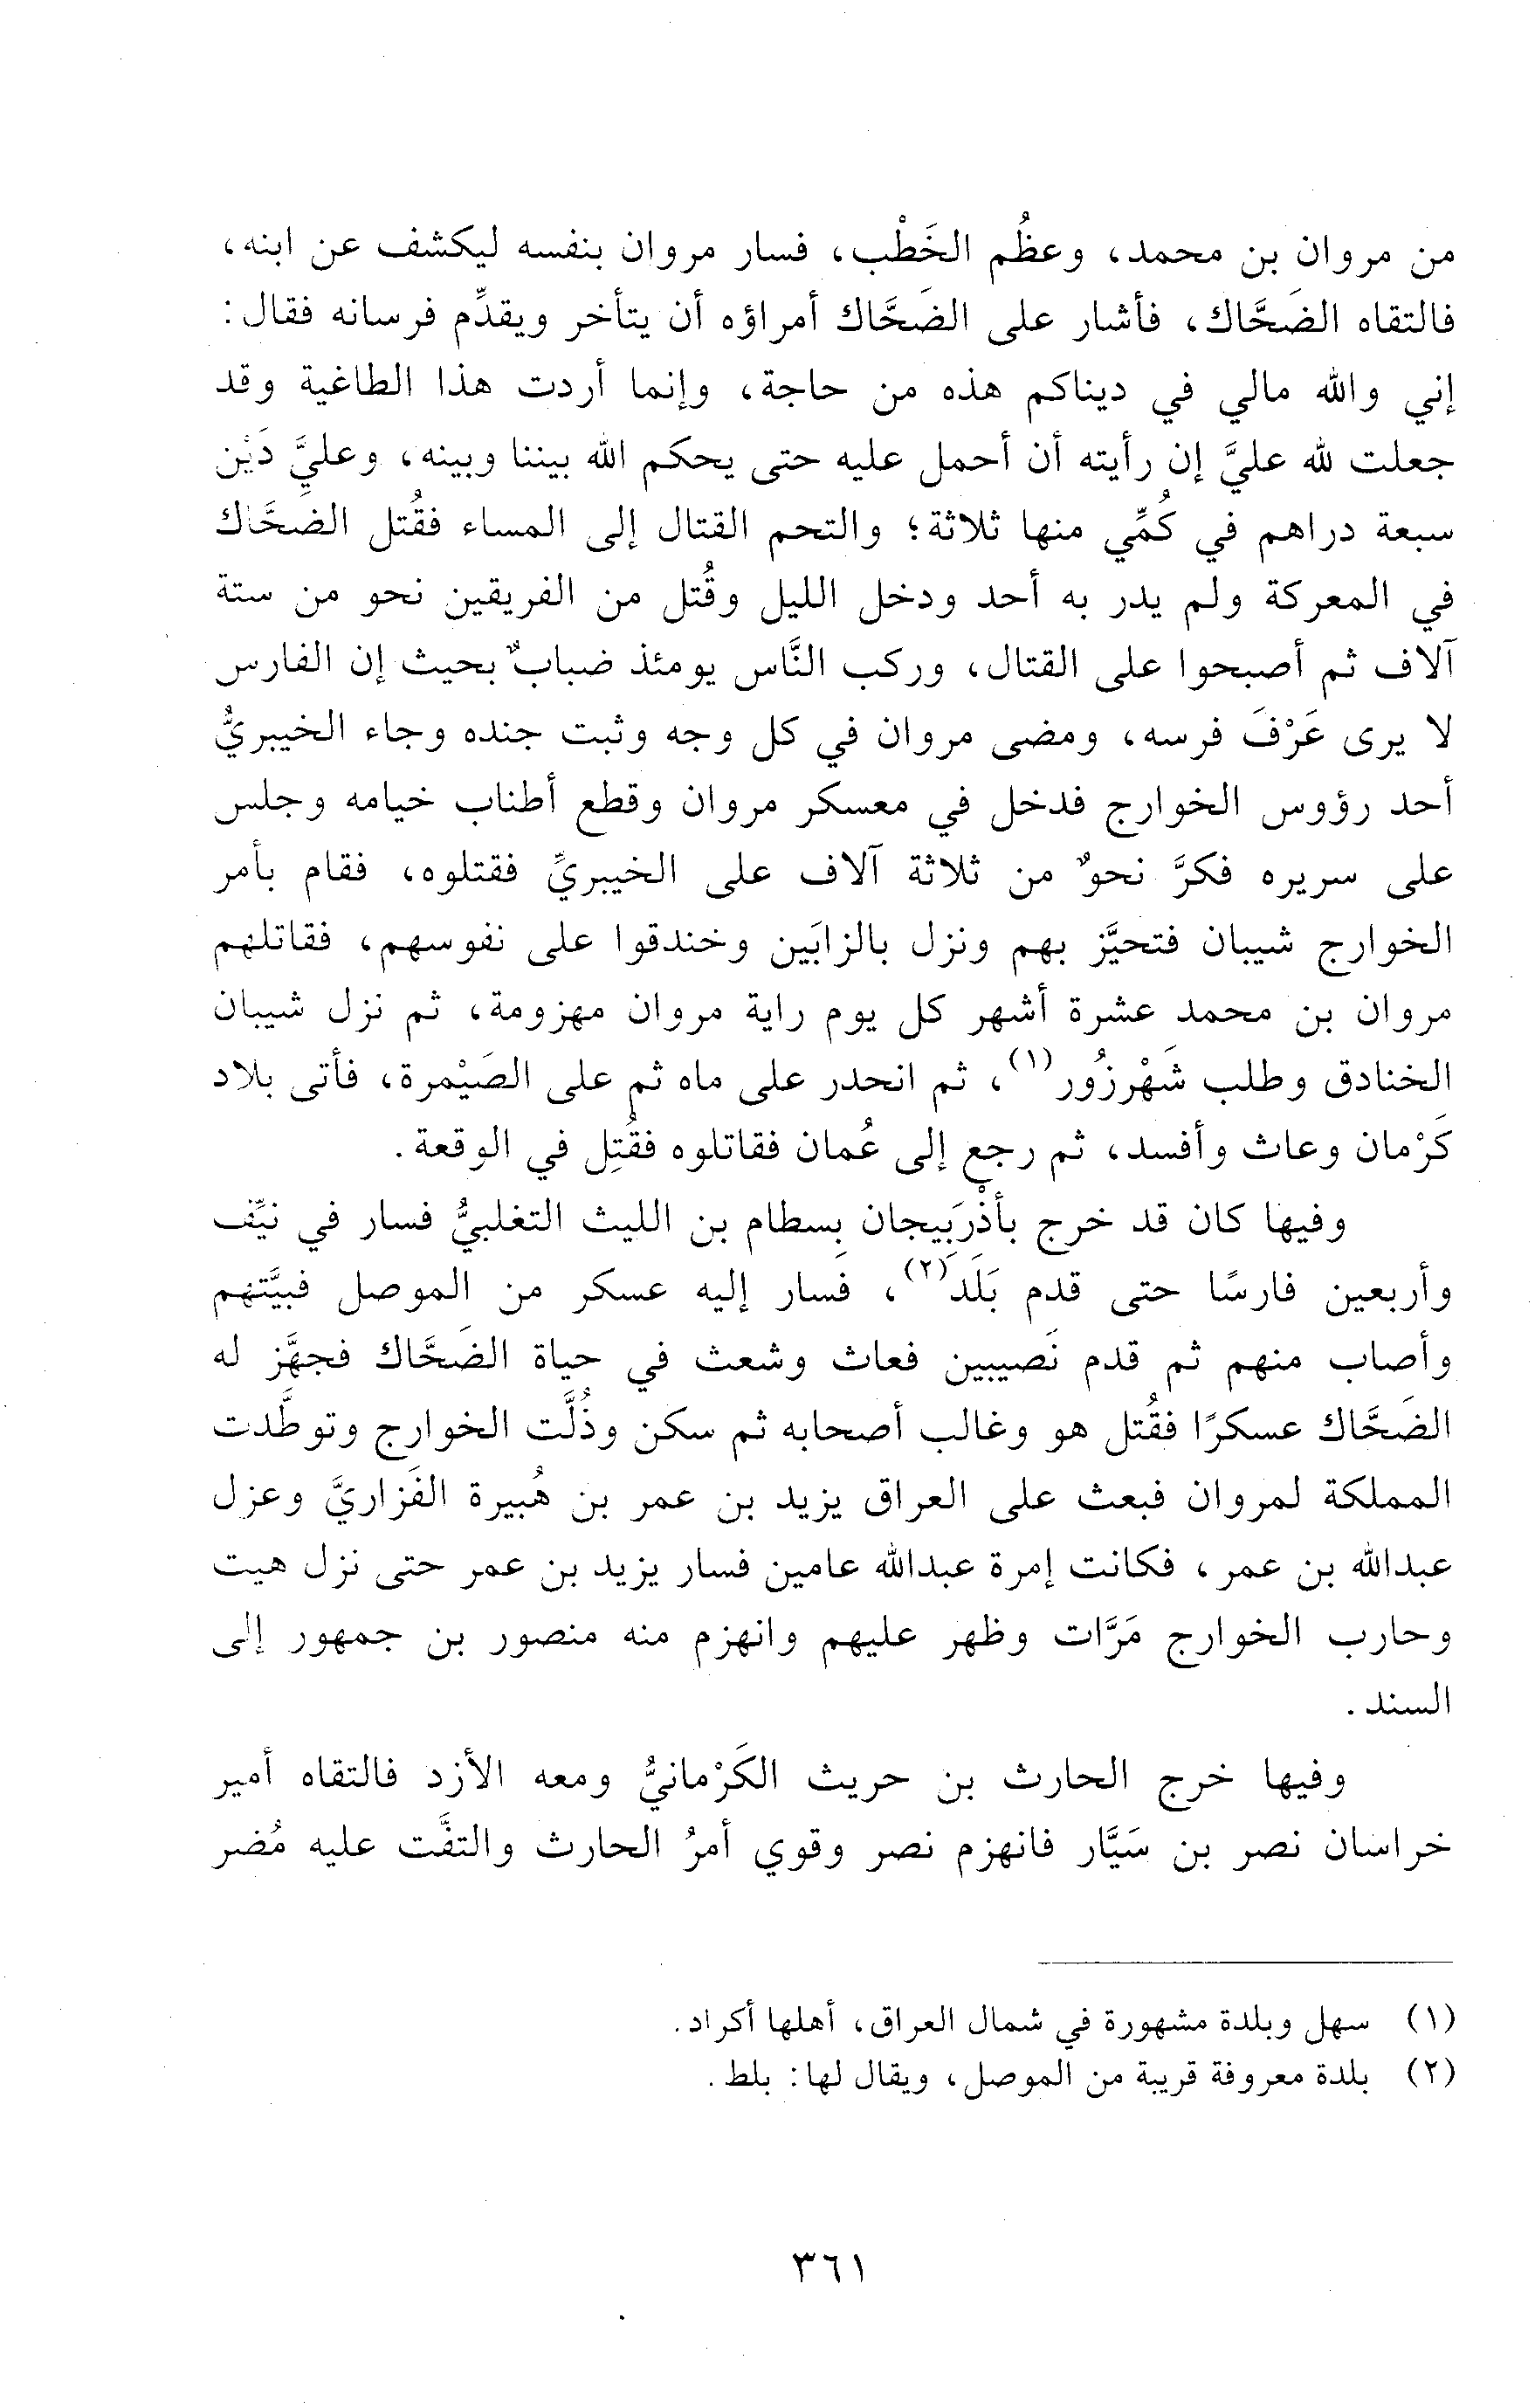 من مروان بن محمد، وعظُم الخَطْب، فسار مروان بنفسه ليكشف عن ابنه،
فالتقاه الضَحَّاك، فأشار على الضَحَّاك أمراؤه أن يتأخر ويقدِّم فرسانه فقال:
إني والله مالي في ديناكم هذه من حاجة، وإنما أردت هذا الطاغية وقد
جعلت لله عليَّ إن رأيته أن أحمل عليه حتى يحكم الله بيننا وبينه، وعليَّ دَيْن
سبعة دراهم في كُمِّي منها ثلاثة؛ والتحم القتال إلى المساء فقُتل الضحَّاك
في المعركة ولم يدر به أحد ودخل الليل وقُتل من الفريقين نحو من ستة
آلاف ثم أصبحوا على القتال، وركب النَّاس يومئذ ضبابٌ بحيث إن الفارس
لا يرى عَرْفَ فرسه، ومضى مروان في كل وجه وثبت جنده وجاء الخيبريُّ
أحد رؤوس الخوارج فدخل في معسكر مروان وقطع أطناب خيامه وجلس
على سريره فكرَّ نحوٌ من ثلاثة آلاف على الخيبريِّ فقتلوه، فقام بأمر
الخوارج شيبان فتحيَّز بهم ونزل بالزابَين وخندقوا على نفوسهم، فقاتلهم
مروان بن محمد عشرة أشهر كل يوم راية مروان مهزومة، ثم نزل شيبان
الخنادق وطلب شَهْرزُور(١)، ثم انحدر على ماه ثم على الصَيْمرة، فأتى بلاد
كَرْمان وعاث وأفسد، ثم رجع إلى عُمان فقاتلوه فقُتِل في الوقعة.
وفيها كان قد خرج بأذْرَبِيجان بِسطام بن الليث التغلبيُّ فسار في نيِّف
وأربعين فارسًا حتى قدم بَلَد(٢)، فَسار إليه عسكر من الموصل فبيَّتهم
وأصاب منهم ثم قدم نَصيبين فعاث وشعث في حياة الضَحَّاك فجهَّز له
الضَحَّاك عسكرًا فقُتل هو وغالب أصحابه ثم سكن وذُلَّت الخوارج وتوطَّدت
المملكة لمروان فبعث على العراق يزيد بن عمر بن هُبيرة الفَزاريَّ وعزل
عبدالله بن عمر، فكانت إمرة عبدالله عامين فسار يزيد بن عمر حتى نزل هيت
وحارب الخوارج مَرَّات وظهر عليهم وانهزم منه منصور بن جمهور إلى
السند.
وفيها خرج الحارث بن حريث الكَرْمانيُّ ومعه الأزد فالتقاه أمير
خراسان نصر بن سَيَّار فانهزم نصر وقوي أمرُ الحارث والتفَّت عليه مُضر
(١) سهل وبلدة مشهورة في شمال العراق، أهلها أكراد.
(٢) بلدة معروفة قريبة من الموصل، ويقال لها: بلط.
٣٦١